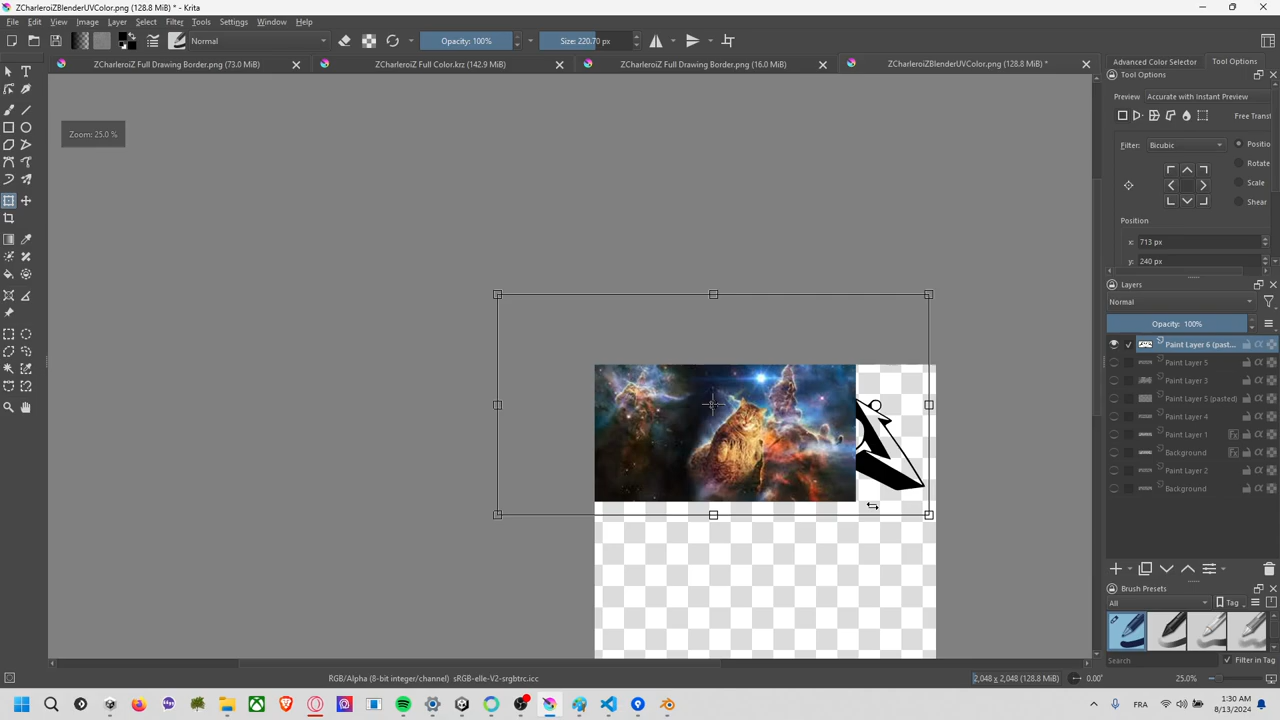 ZCharleroiZBlenderUVColor.png (128.8 MiB) * - Krita
File Edit View Image Layer Select Filter Tools Settings Window Help
Normal Opacity: 100% Size: 220.70 px
ZCharleroiZ Full Drawing Border.png (73.0 MiB) ZCharleroiZ Full Color.krz (142.9 MiB) ZCharleroiZ Full Drawing Border.png (16.0 MiB) ZCharleroiZBlenderUVColor.png (128.8 MiB) *
Advanced Color Selector Tool Options
Tool Options
Preview Accurate with Instant Preview
Free Transf
Zoom: 25.0 %
Filter: Bicubic Positio
Rotate
Scale
Shear
Position
x: 713 px
y: 240 px
Layers
Normal
Opacity: 100%
Paint Layer 6 (past...
Paint Layer 5
Paint Layer 3
Paint Layer 5 (pasted)
Paint Layer 4
Paint Layer 1
Background
Paint Layer 2
Background
Brush Presets
All Tag
Search Filter in Tag
RGB/Alpha (8-bit integer/channel) sRGB-elle-V2-srgbtrc.icc 2,048 x 2,048 (128.8 MiB) 0.00° 25.0%
FR 1:30 AM
8/13/2024